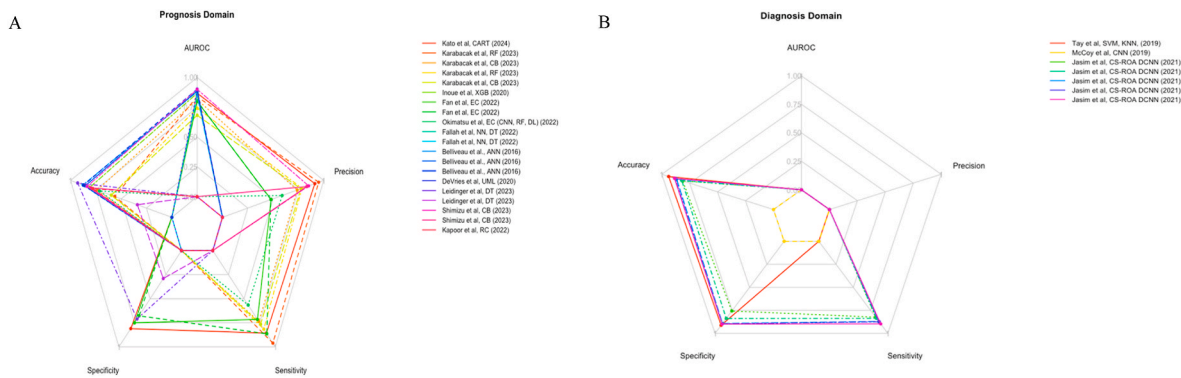 A
Prognosis Domain
AUROC
1.00
0.25
Precision
Sensitivity
Specificity
Accuracy
Kato et al, CART (2024)
Karabacak et al, RF (2023)
Karabacak et al, CB (2023)
Karabacak et al, RF (2023)
Karabacak et al, CB (2023)
Inoue et al, XGB (2020)
Fan et al, EC (2022)
Fan et al, EC (2022)
Okimatsu et al, EC (CNN, RF, DL) (2022)
Fallah et al, NN, DT (2022)
Fallah et al, NN, DT (2022)
Belliveau et al., ANN (2016)
Belliveau et al., ANN (2016)
Belliveau et al., ANN (2016)
DeVries et al, UML (2020)
Leidinger et al, DT (2023)
Leidinger et al, DT (2023)
Shimizu et al, CB (2023)
Shimizu et al, CB (2023)
Kapoor et al, RC (2022)
B
Diagnosis Domain
AUROC
1.00
0.75
0.50
0.25
Precision
Sensitivity
Specificity
Accuracy
Tay et al, SVM, KNN, (2019)
McCoy et al, CNN (2019)
Jasim et al, CS-ROA DCNN (2021)
Jasim et al, CS-ROA DCNN (2021)
Jasim et al, CS-ROA DCNN (2021)
Jasim et al, CS-ROA DCNN (2021)
Jasim et al, CS-ROA DCNN (2021)